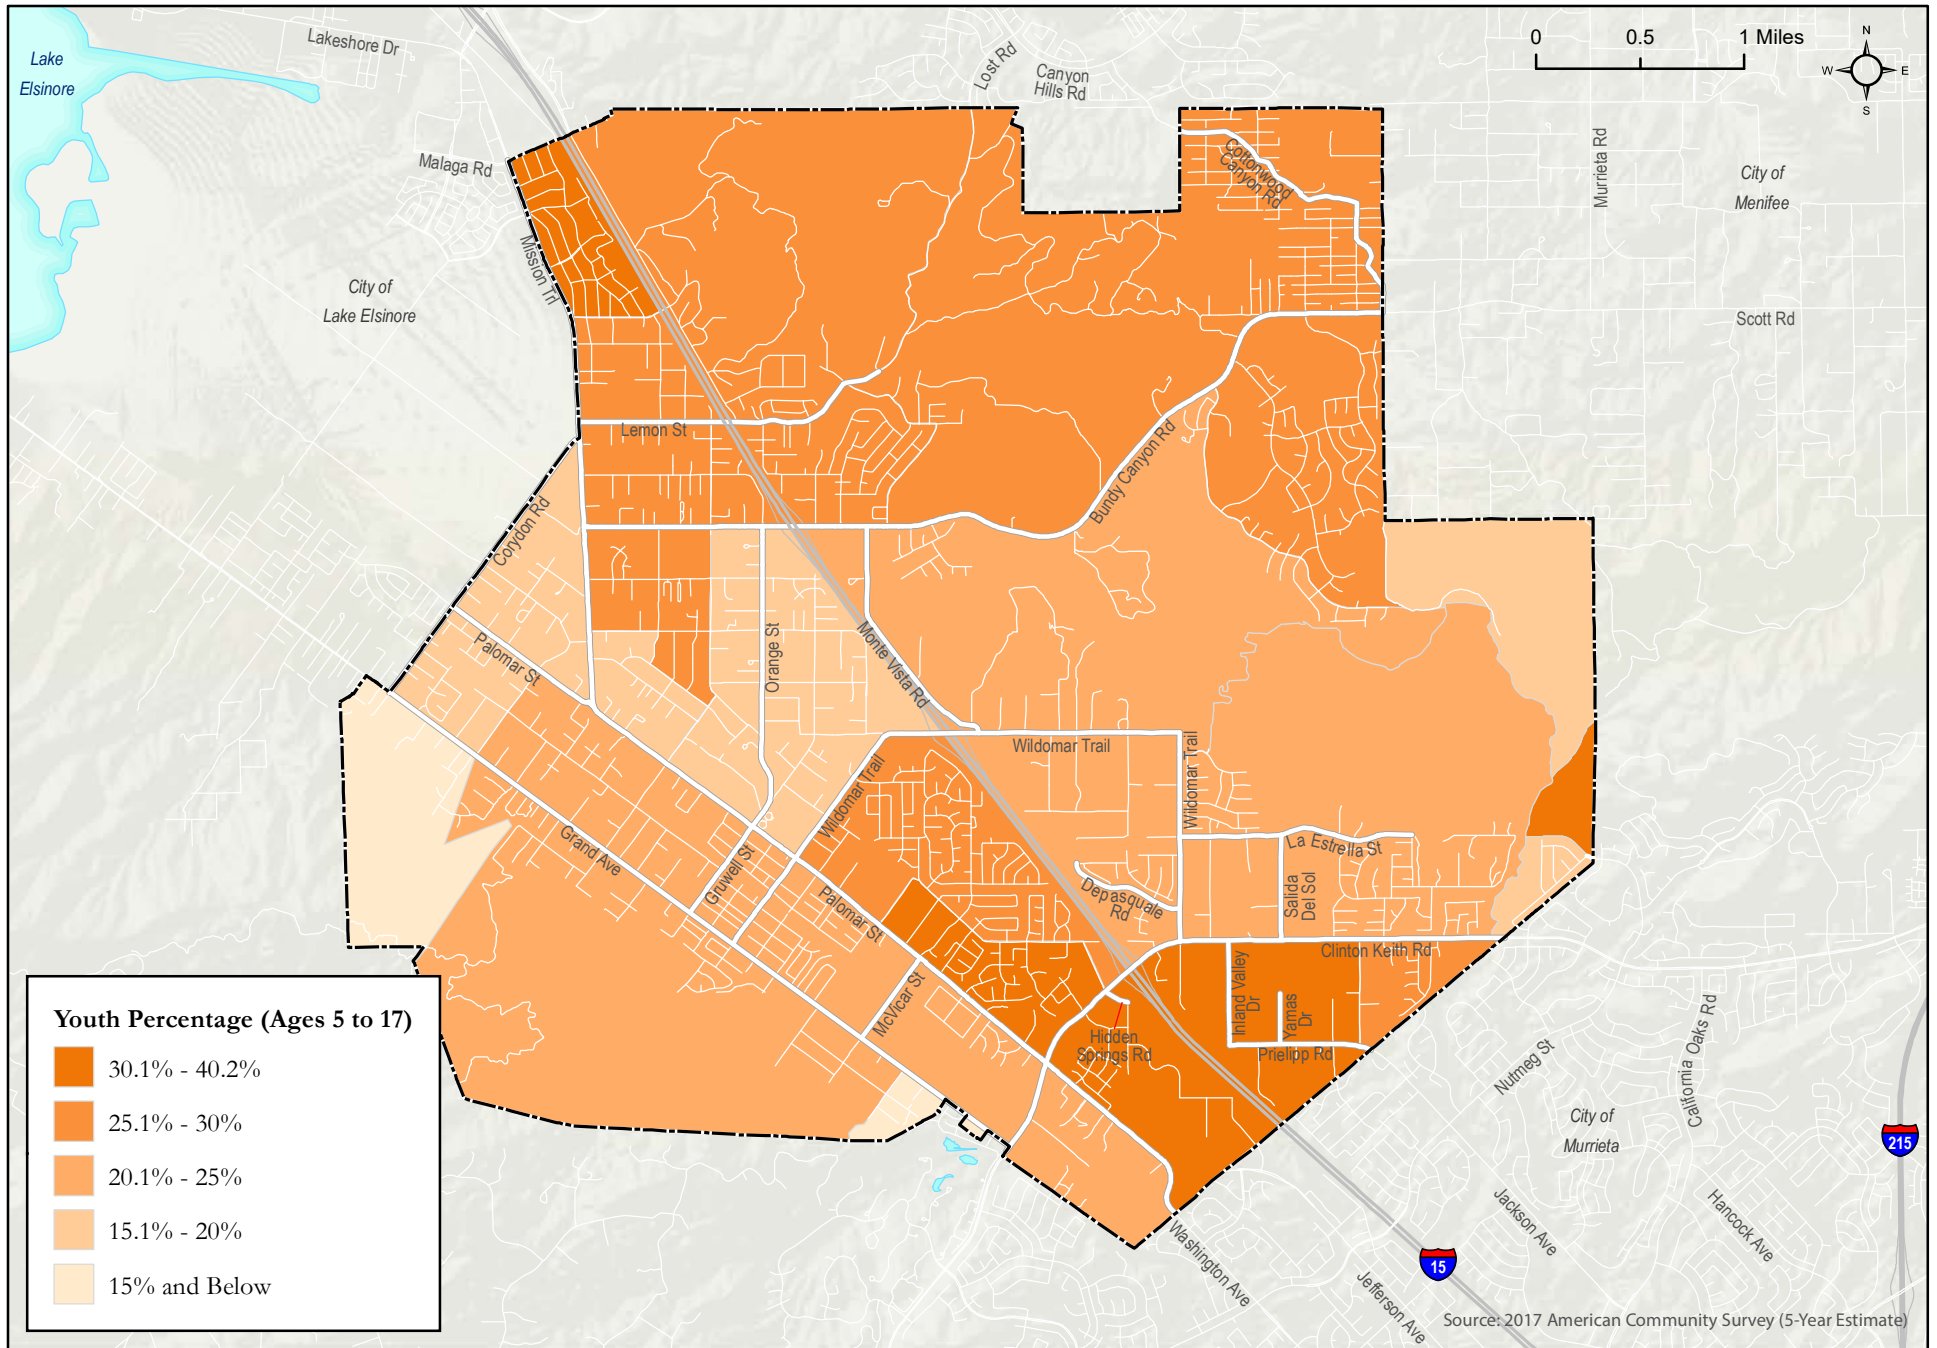 Lake
Elsinore
Lakeshore Dr
Lost Rd
Canyon
Hills Rd
0 0.5 1 Miles
N
W E
S
Malaga Rd
Cottonwood
Canyon Rd
Murrieta Rd
City of
Menifee
Mission Trl
City of
Lake Elsinore
Scott Rd
Lemon St
Bundy Canyon Rd
Corydon Rd
Palomar St
Orange St
Monte Vista Rd
Wildomar Trail
Wildomar Trail
Wildomar Trail
La Estrella St
Grand Ave
Gruwell St
Palomar St
Depasquale
Rd
Salida
Del Sol
Clinton Keith Rd
McVicar St
Inland Valley
Dr
Yamas
Dr
Hidden
Springs Rd
Prielipp Rd
California Oaks Rd
Nutmeg St
City of
Murrieta
215
Jackson Ave
Hancock Ave
Washington Ave
15
Jefferson Ave
Youth Percentage (Ages 5 to 17)
30.1% - 40.2%
25.1% - 30%
20.1% - 25%
15.1% - 20%
15% and Below
Source: 2017 American Community Survey (5-Year Estimate)